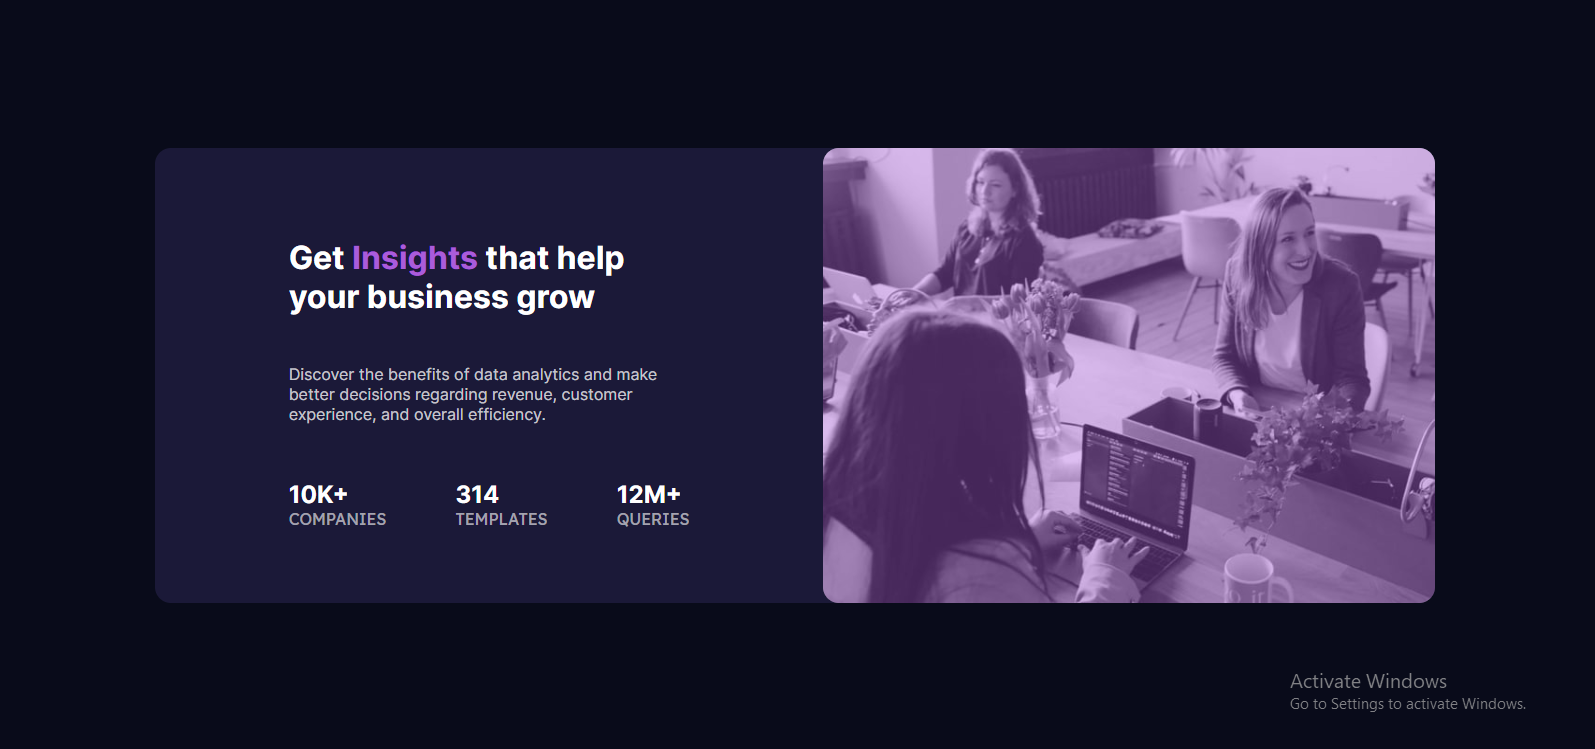 Get Insights that help
your business grow
Discover the benefits of data analytics and make
better decisions regarding revenue, customer
experience, and overall efficiency.
10K+ 314 12M+
COMPANIES TEMPLATES QUERIES
Activate Windows
Go to Settings to activate Windows.